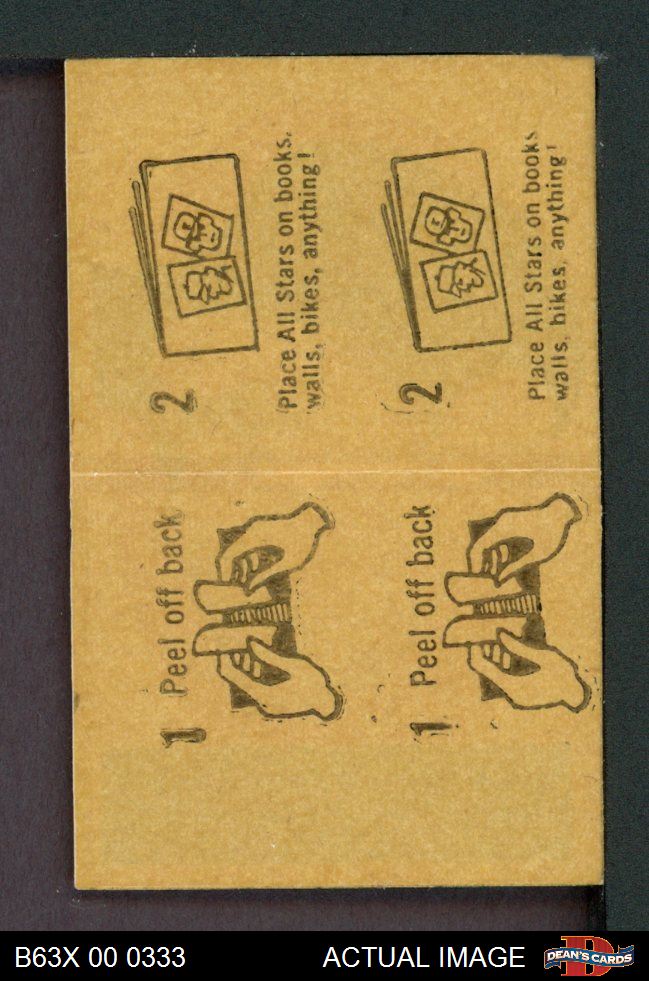 1 Peel off back
2
Place All Stars on books,
walls, bikes, anything!
1 Peel off back
2
Place All Stars on books
walls, bikes, anything!
B63X 00 0333
ACTUAL IMAGE
D
DEAN'S CARDS